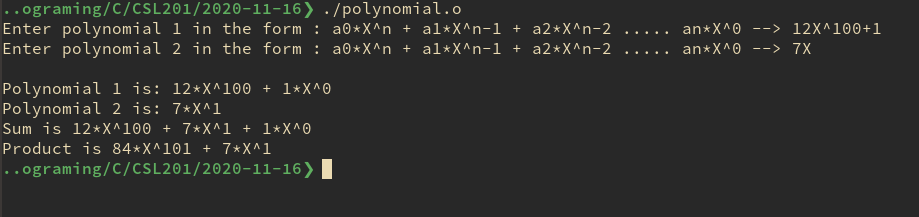 ..ograming/C/CSL201/2020-11-16❯ ./polynomial.o
Enter polynomial 1 in the form : a0*X^n + a1*X^n-1 + a2*X^n-2 ..... an*X^0 --> 12X^100+1
Enter polynomial 2 in the form : a0*X^n + a1*X^n-1 + a2*X^n-2 ..... an*X^0 --> 7X
Polynomial 1 is: 12*X^100 + 1*X^0
Polynomial 2 is: 7*X^1
Sum is 12*X^100 + 7*X^1 + 1*X^0
Product is 84*X^101 + 7*X^1
..ograming/C/CSL201/2020-11-16❯